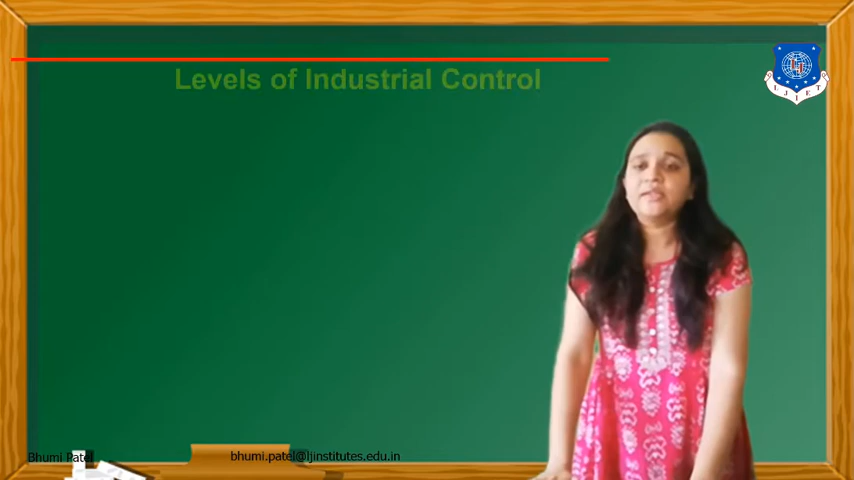 Levels of Industrial Control
L J I E T
Bhumi Patel
bhumi.patel@ljinstitutes.edu.in